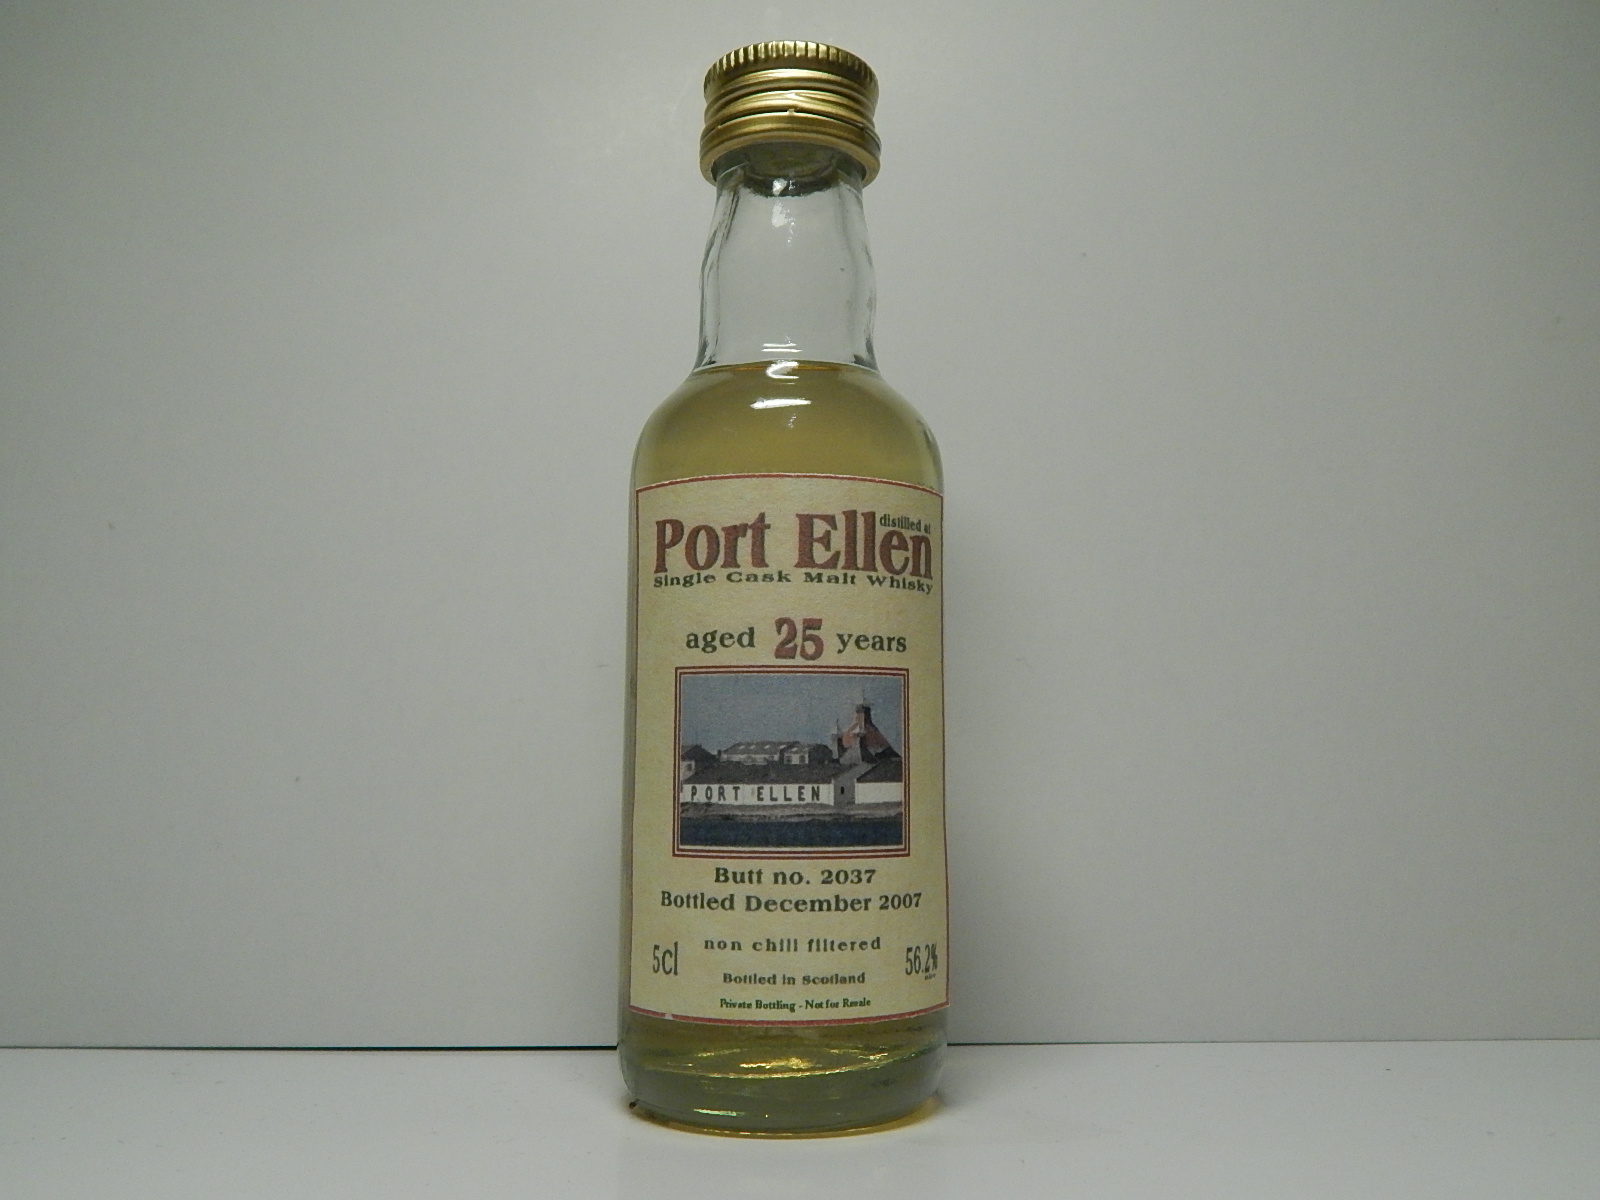 distilled at
Port Ellen
Single Cask Malt Whisky
aged 25 years
PORT ELLEN
Butt no. 2037
Bottled December 2007
non chill filtered
5cl 56.2%
Bottled in Scotland
Private Bottling - Not for Resale